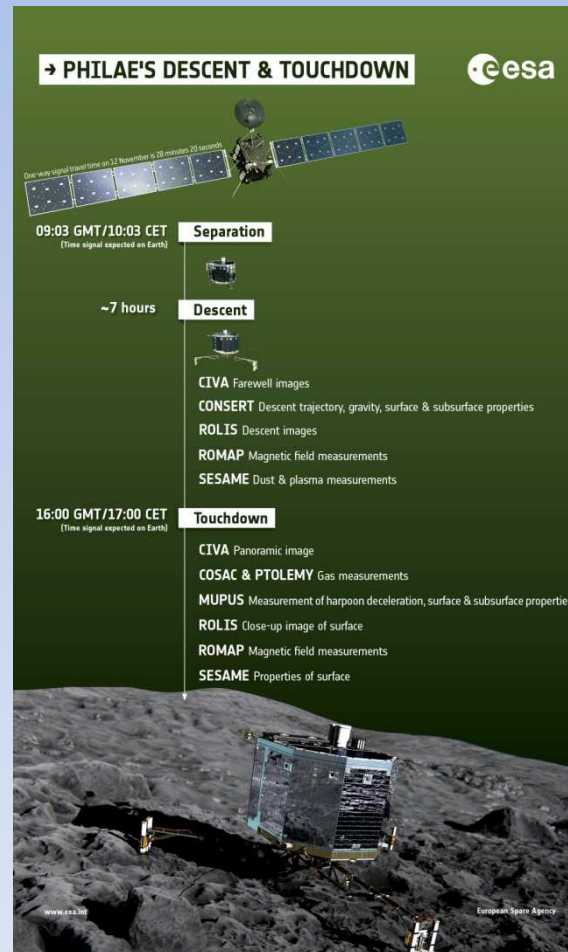 → PHILAE'S DESCENT & TOUCHDOWN
esa
One-way signal travel time on 12 November is 28 minutes 20 seconds
09:03 GMT/10:03 CET
(Time signal expected on Earth)
Separation
~7 hours
Descent
CIVA Farewell images
CONSERT Descent trajectory, gravity, surface & subsurface properties
ROLIS Descent images
ROMAP Magnetic field measurements
SESAME Dust & plasma measurements
16:00 GMT/17:00 CET
(Time signal expected on Earth)
Touchdown
CIVA Panoramic image
COSAC & PTOLEMY Gas measurements
MUPUS Measurement of harpoon deceleration, surface & subsurface propertie
ROLIS Close-up image of surface
ROMAP Magnetic field measurements
SESAME Properties of surface
www.esa.int
European Space Agency